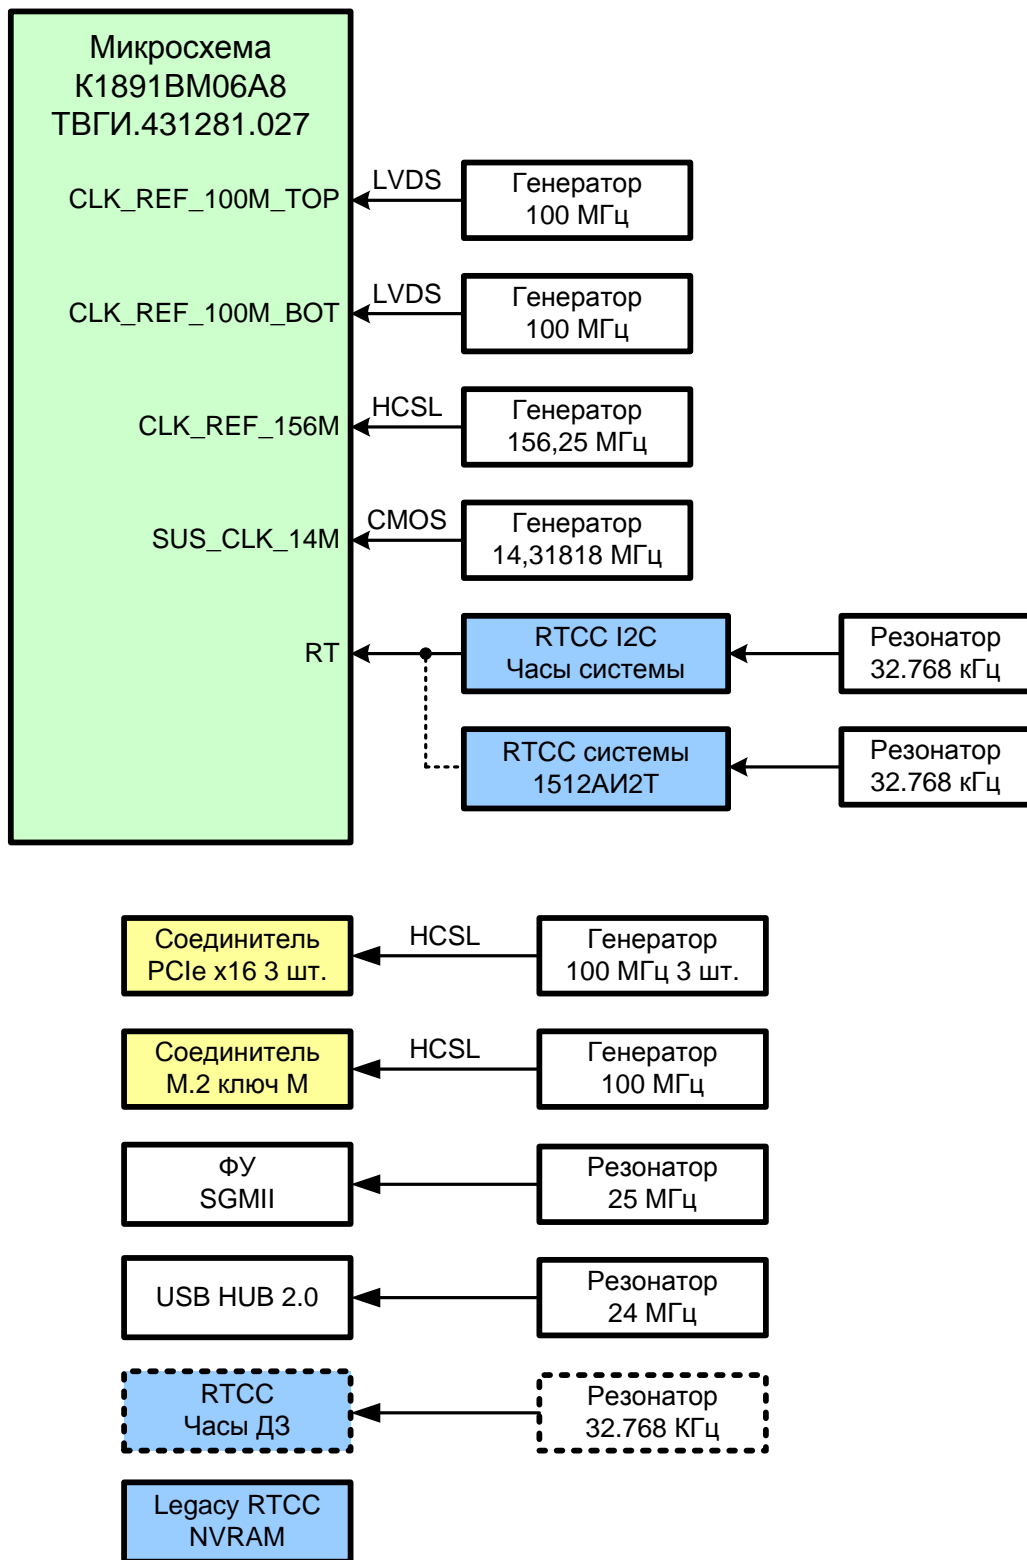 Микросхема
К1891ВМ06А8
ТВГИ.431281.027
CLK_REF_100M_TOP
LVDS
Генератор
100 МГц
CLK_REF_100M_BOT
LVDS
Генератор
100 МГц
CLK_REF_156M
HCSL
Генератор
156,25 МГц
SUS_CLK_14M
CMOS
Генератор
14,31818 МГц
RT
RTCC I2C
Часы системы
Резонатор
32.768 кГц
RTCC системы
1512АИ2Т
Резонатор
32.768 кГц
Соединитель
PCIe x16 3 шт.
HCSL
Генератор
100 МГц 3 шт.
Соединитель
M.2 ключ M
HCSL
Генератор
100 МГц
ФУ
SGMII
Резонатор
25 МГц
USB HUB 2.0
Резонатор
24 МГц
RTCC
Часы ДЗ
Резонатор
32.768 КГц
Legacy RTCC
NVRAM